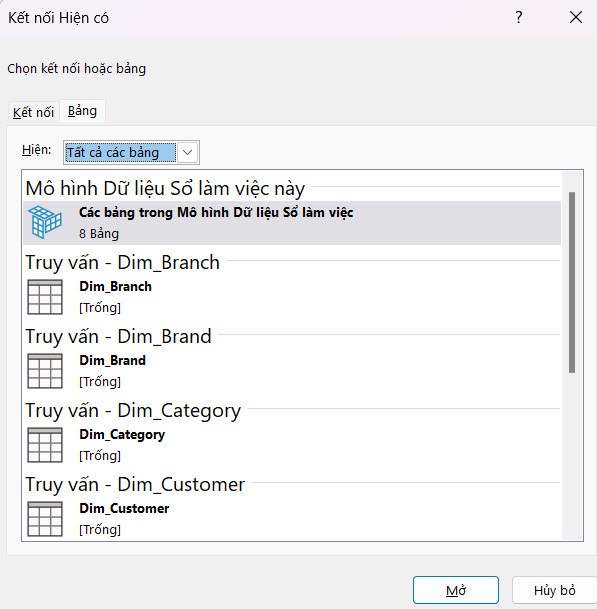 Kết nối Hiện có
?
Chọn kết nối hoặc bảng
Kết nối Bảng
Hiện: Tất cả các bảng
Mô hình Dữ liệu Sổ làm việc này
Các bảng trong Mô hình Dữ liệu Sổ làm việc
8 Bảng
Truy vấn - Dim_Branch
Dim_Branch
[Trống]
Truy vấn - Dim_Brand
Dim_Brand
[Trống]
Truy vấn - Dim_Category
Dim_Category
[Trống]
Truy vấn - Dim_Customer
Dim_Customer
[Trống]
Mở Hủy bỏ